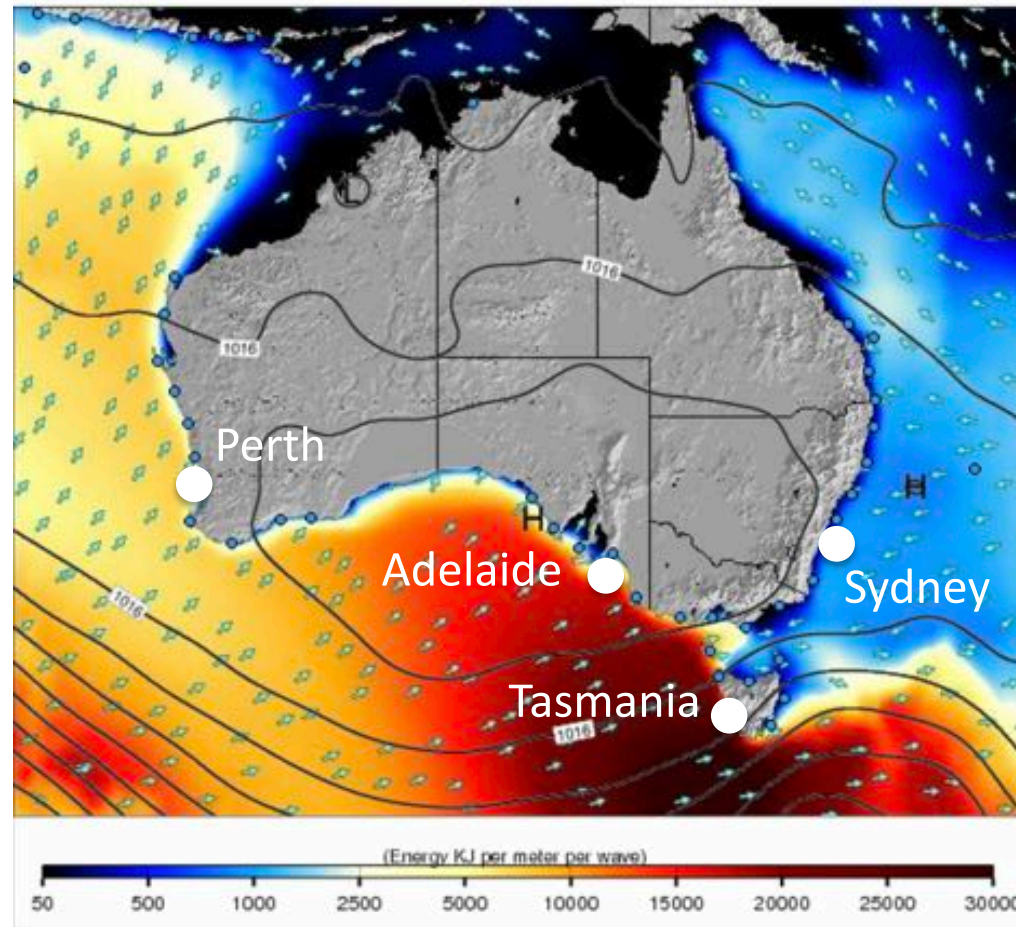 L
1016
1016
Perth
H
H
Adelaide
Sydney
1016
Tasmania
1016
(Energy KJ per meter per wave)
50 500 1000 2500 5000 10000 15000 20000 25000 30000